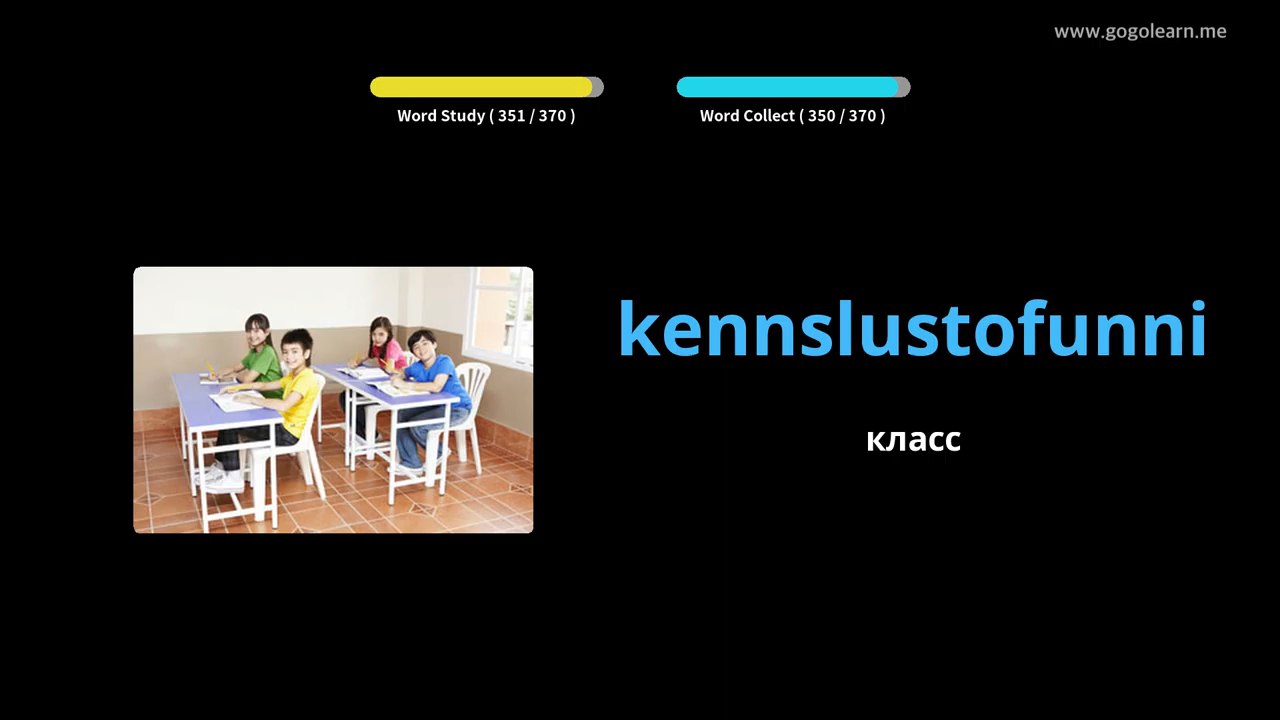 www.gogolearn.me
Word Study ( 351 / 370 )
Word Collect ( 350 / 370 )
kennslustofunni
класс